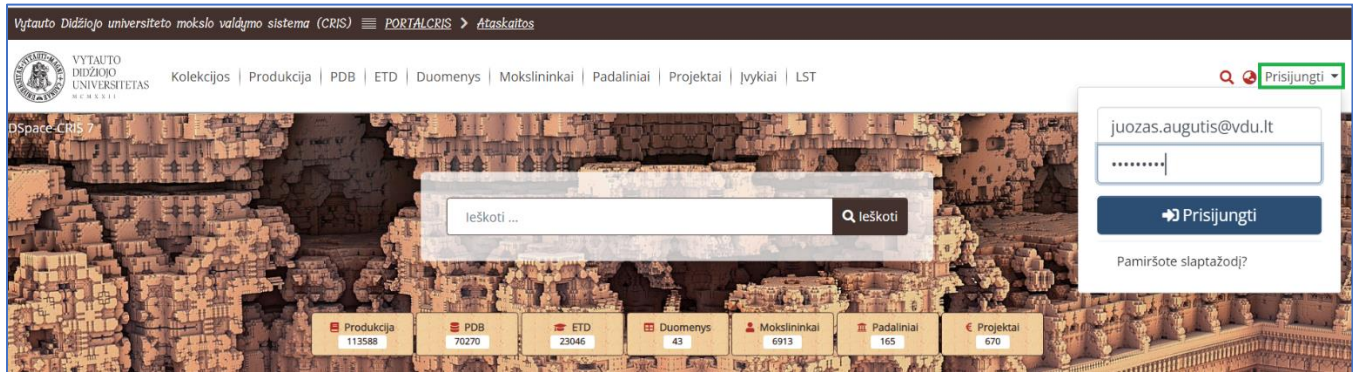 Vytauto Didžiojo universiteto mokslo valdymo sistema (CRIS) PORTALCRIS > Ataskaitos
VYTAUTO
DIDŽIOJO
UNIVERSITETAS
MCMXXII
Kolekcijos | Produkcija | PDB | ETD | Duomenys | Mokslininkai | Padaliniai | Projektai | Įvykiai | LST
Prisijungti
DSpace-CRIS 7
juozas.augutis@vdu.lt
•••••••••
Prisijungti
Pamiršote slaptažodį?
Ieškoti ...
Ieškoti
Produkcija
113588
PDB
70270
ETD
23046
Duomenys
43
Mokslininkai
6913
Padaliniai
165
Projektai
670